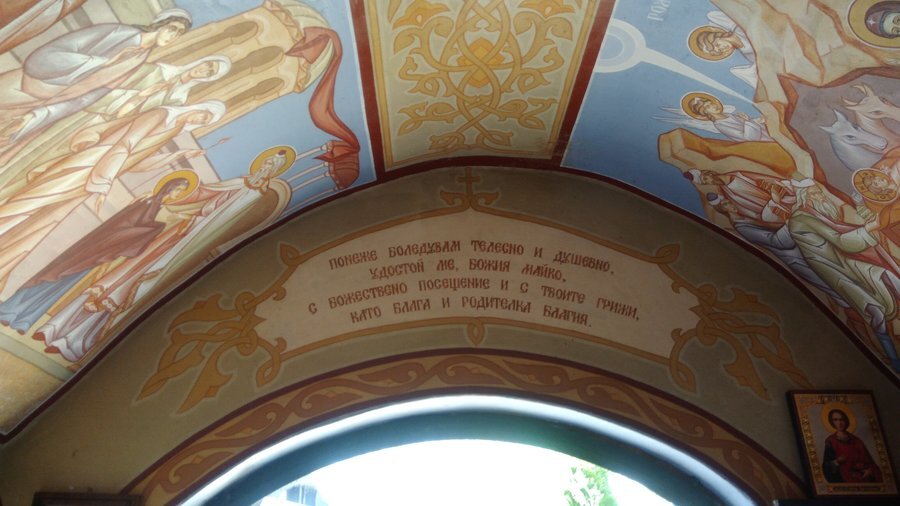 Понеже боледувам телесно и душевно,
удостой ме, Божия Майко,
с божествено посещение и с твоите грижи,
като блага и родителка благия.